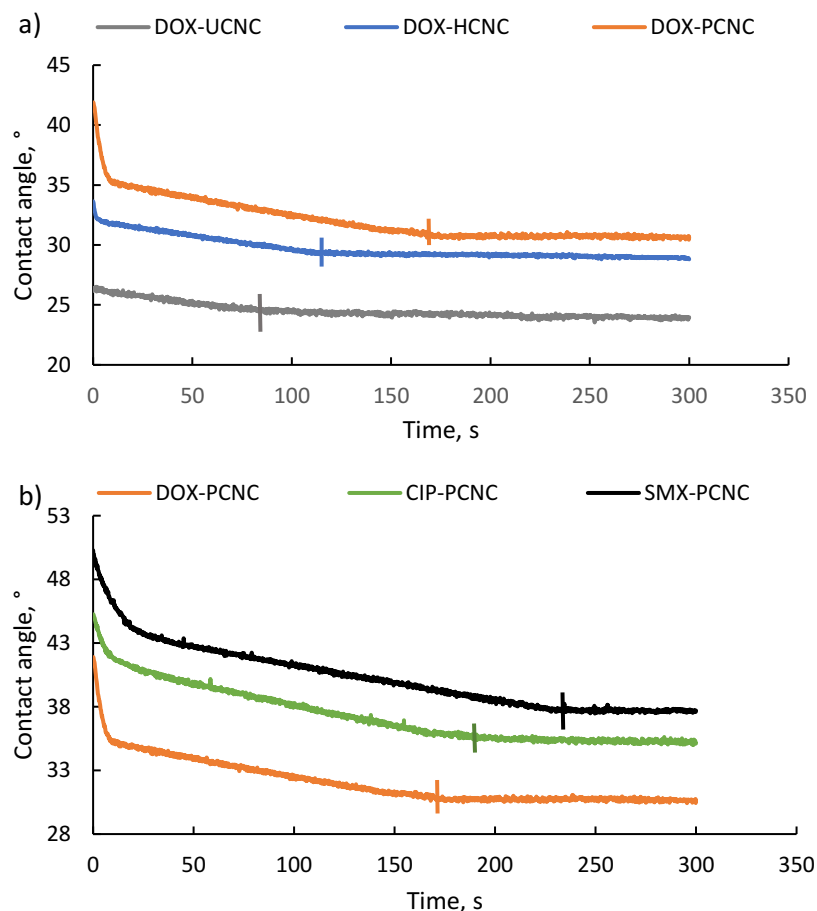 a)
DOX-UCNC DOX-HCNC DOX-PCNC
45
40
35
30
25
20
Contact angle, °
0 50 100 150 200 250 300 350
Time, s
b)
DOX-PCNC CIP-PCNC SMX-PCNC
53
48
43
38
33
28
Contact angle, °
0 50 100 150 200 250 300 350
Time, s